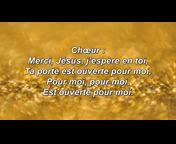 Chœur :
Merci, Jésus, j'espère en toi,
Ta porte est ouverte pour moi,
Pour moi, pour moi,
Est ouverte pour moi.